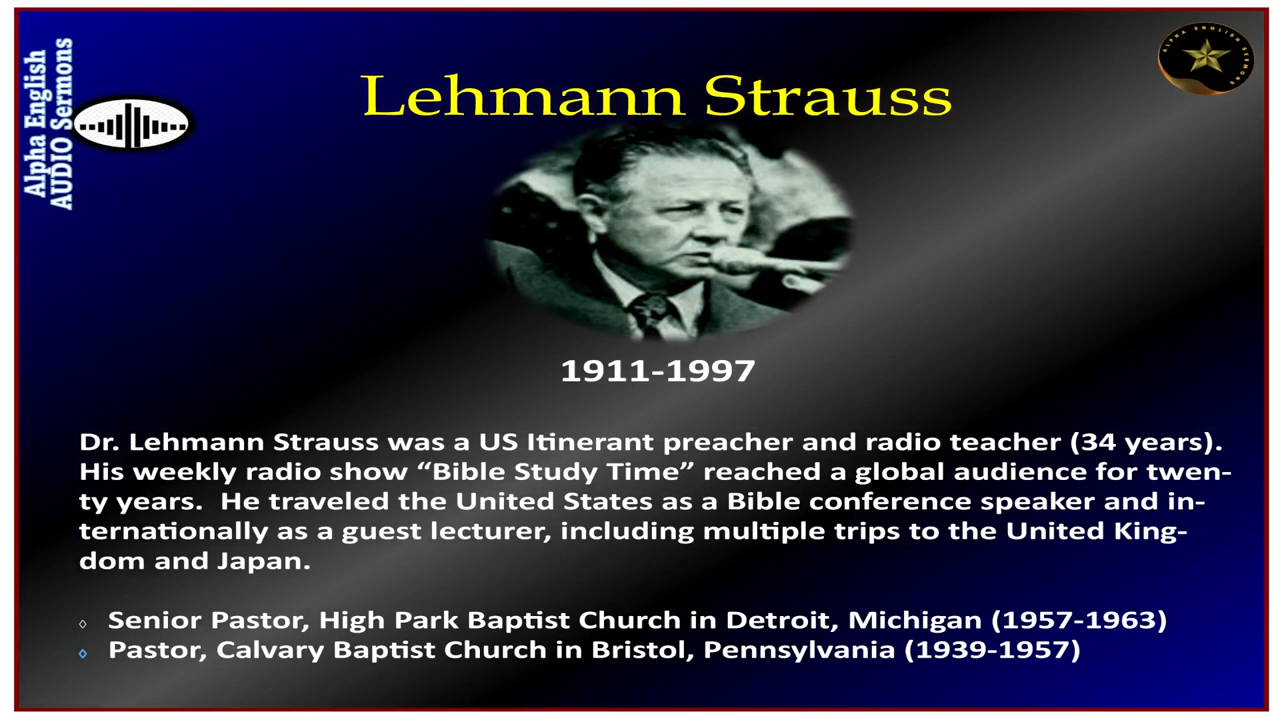 Alpha English
AUDIO Sermons
ALPHA ENGLISH SERMONS
Lehmann Strauss
1911-1997
Dr. Lehmann Strauss was a US Itinerant preacher and radio teacher (34 years).
His weekly radio show “Bible Study Time” reached a global audience for twen-
ty years.  He traveled the United States as a Bible conference speaker and in-
ternationally as a guest lecturer, including multiple trips to the United King-
dom and Japan.
◊ Senior Pastor, High Park Baptist Church in Detroit, Michigan (1957-1963)
◊ Pastor, Calvary Baptist Church in Bristol, Pennsylvania (1939-1957)